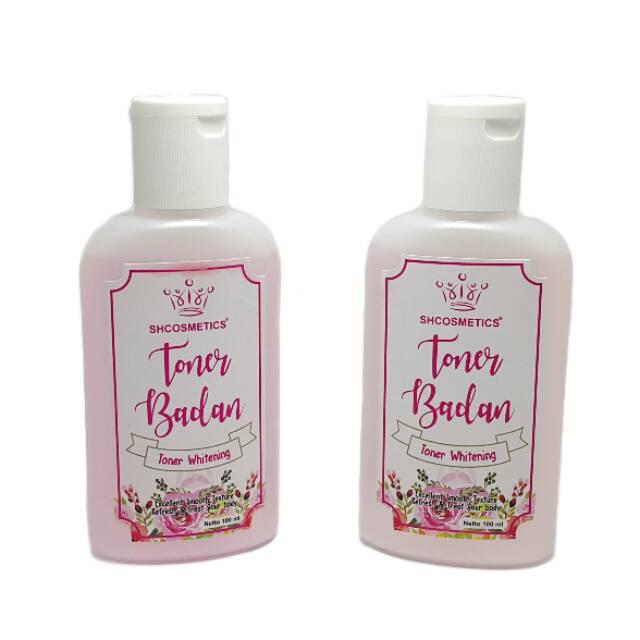 SHCOSMETICS®
Toner
Badan
Toner Whitening
Excellent Smooth Texture
Refresh & Treat your body
Netto 100 ml
SHCOSMETICS®
Toner
Badan
Toner Whitening
Excellent Smooth Texture
Refresh & Treat your body
Netto 100 ml